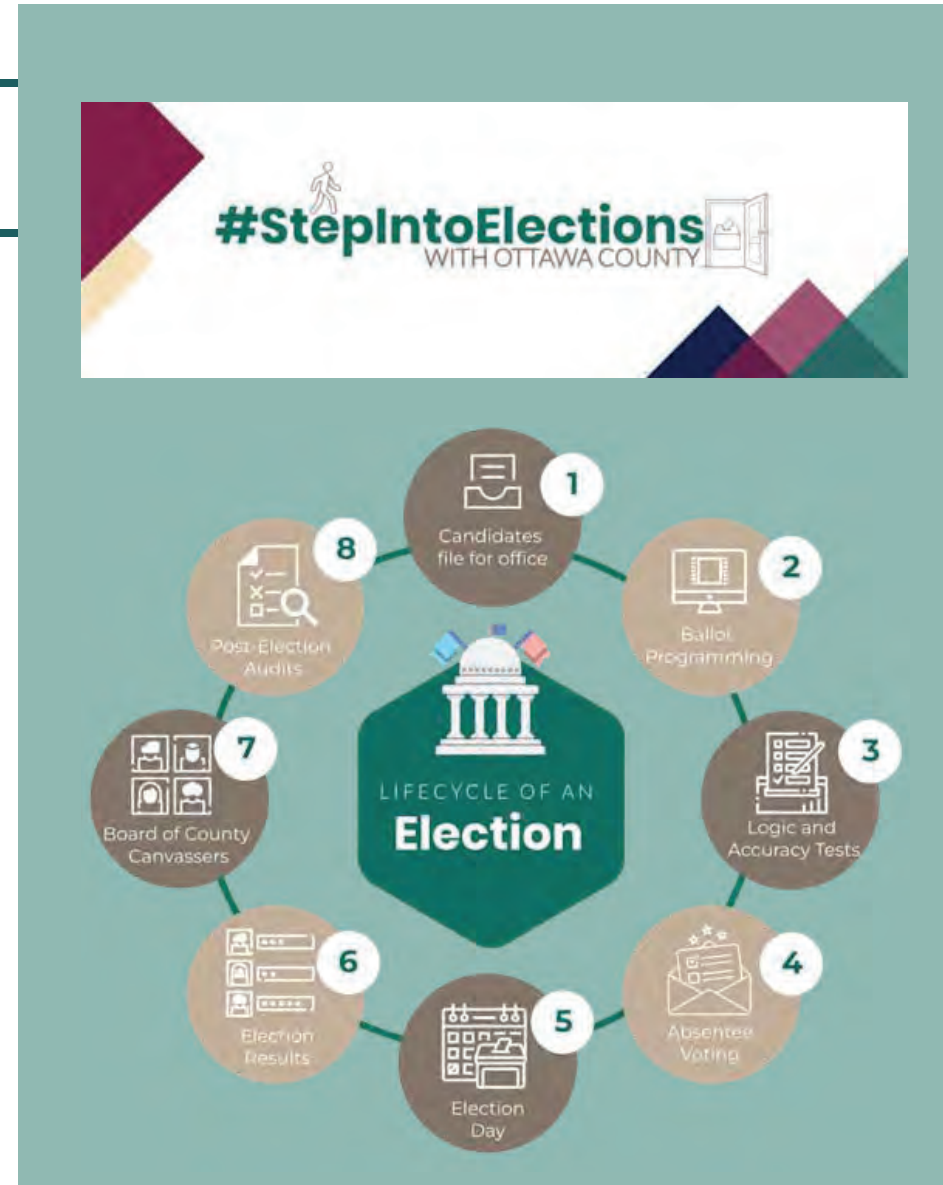 #StepIntoElections
WITH OTTAWA COUNTY
1
Candidates
file for office
2
Ballot
Programming
3
Logic and
Accuracy Tests
4
Absentee
Voting
5
Election
Day
6
Election
Results
7
Board of County
Canvassers
8
Post-Election
Audits
LIFECYCLE OF AN
Election